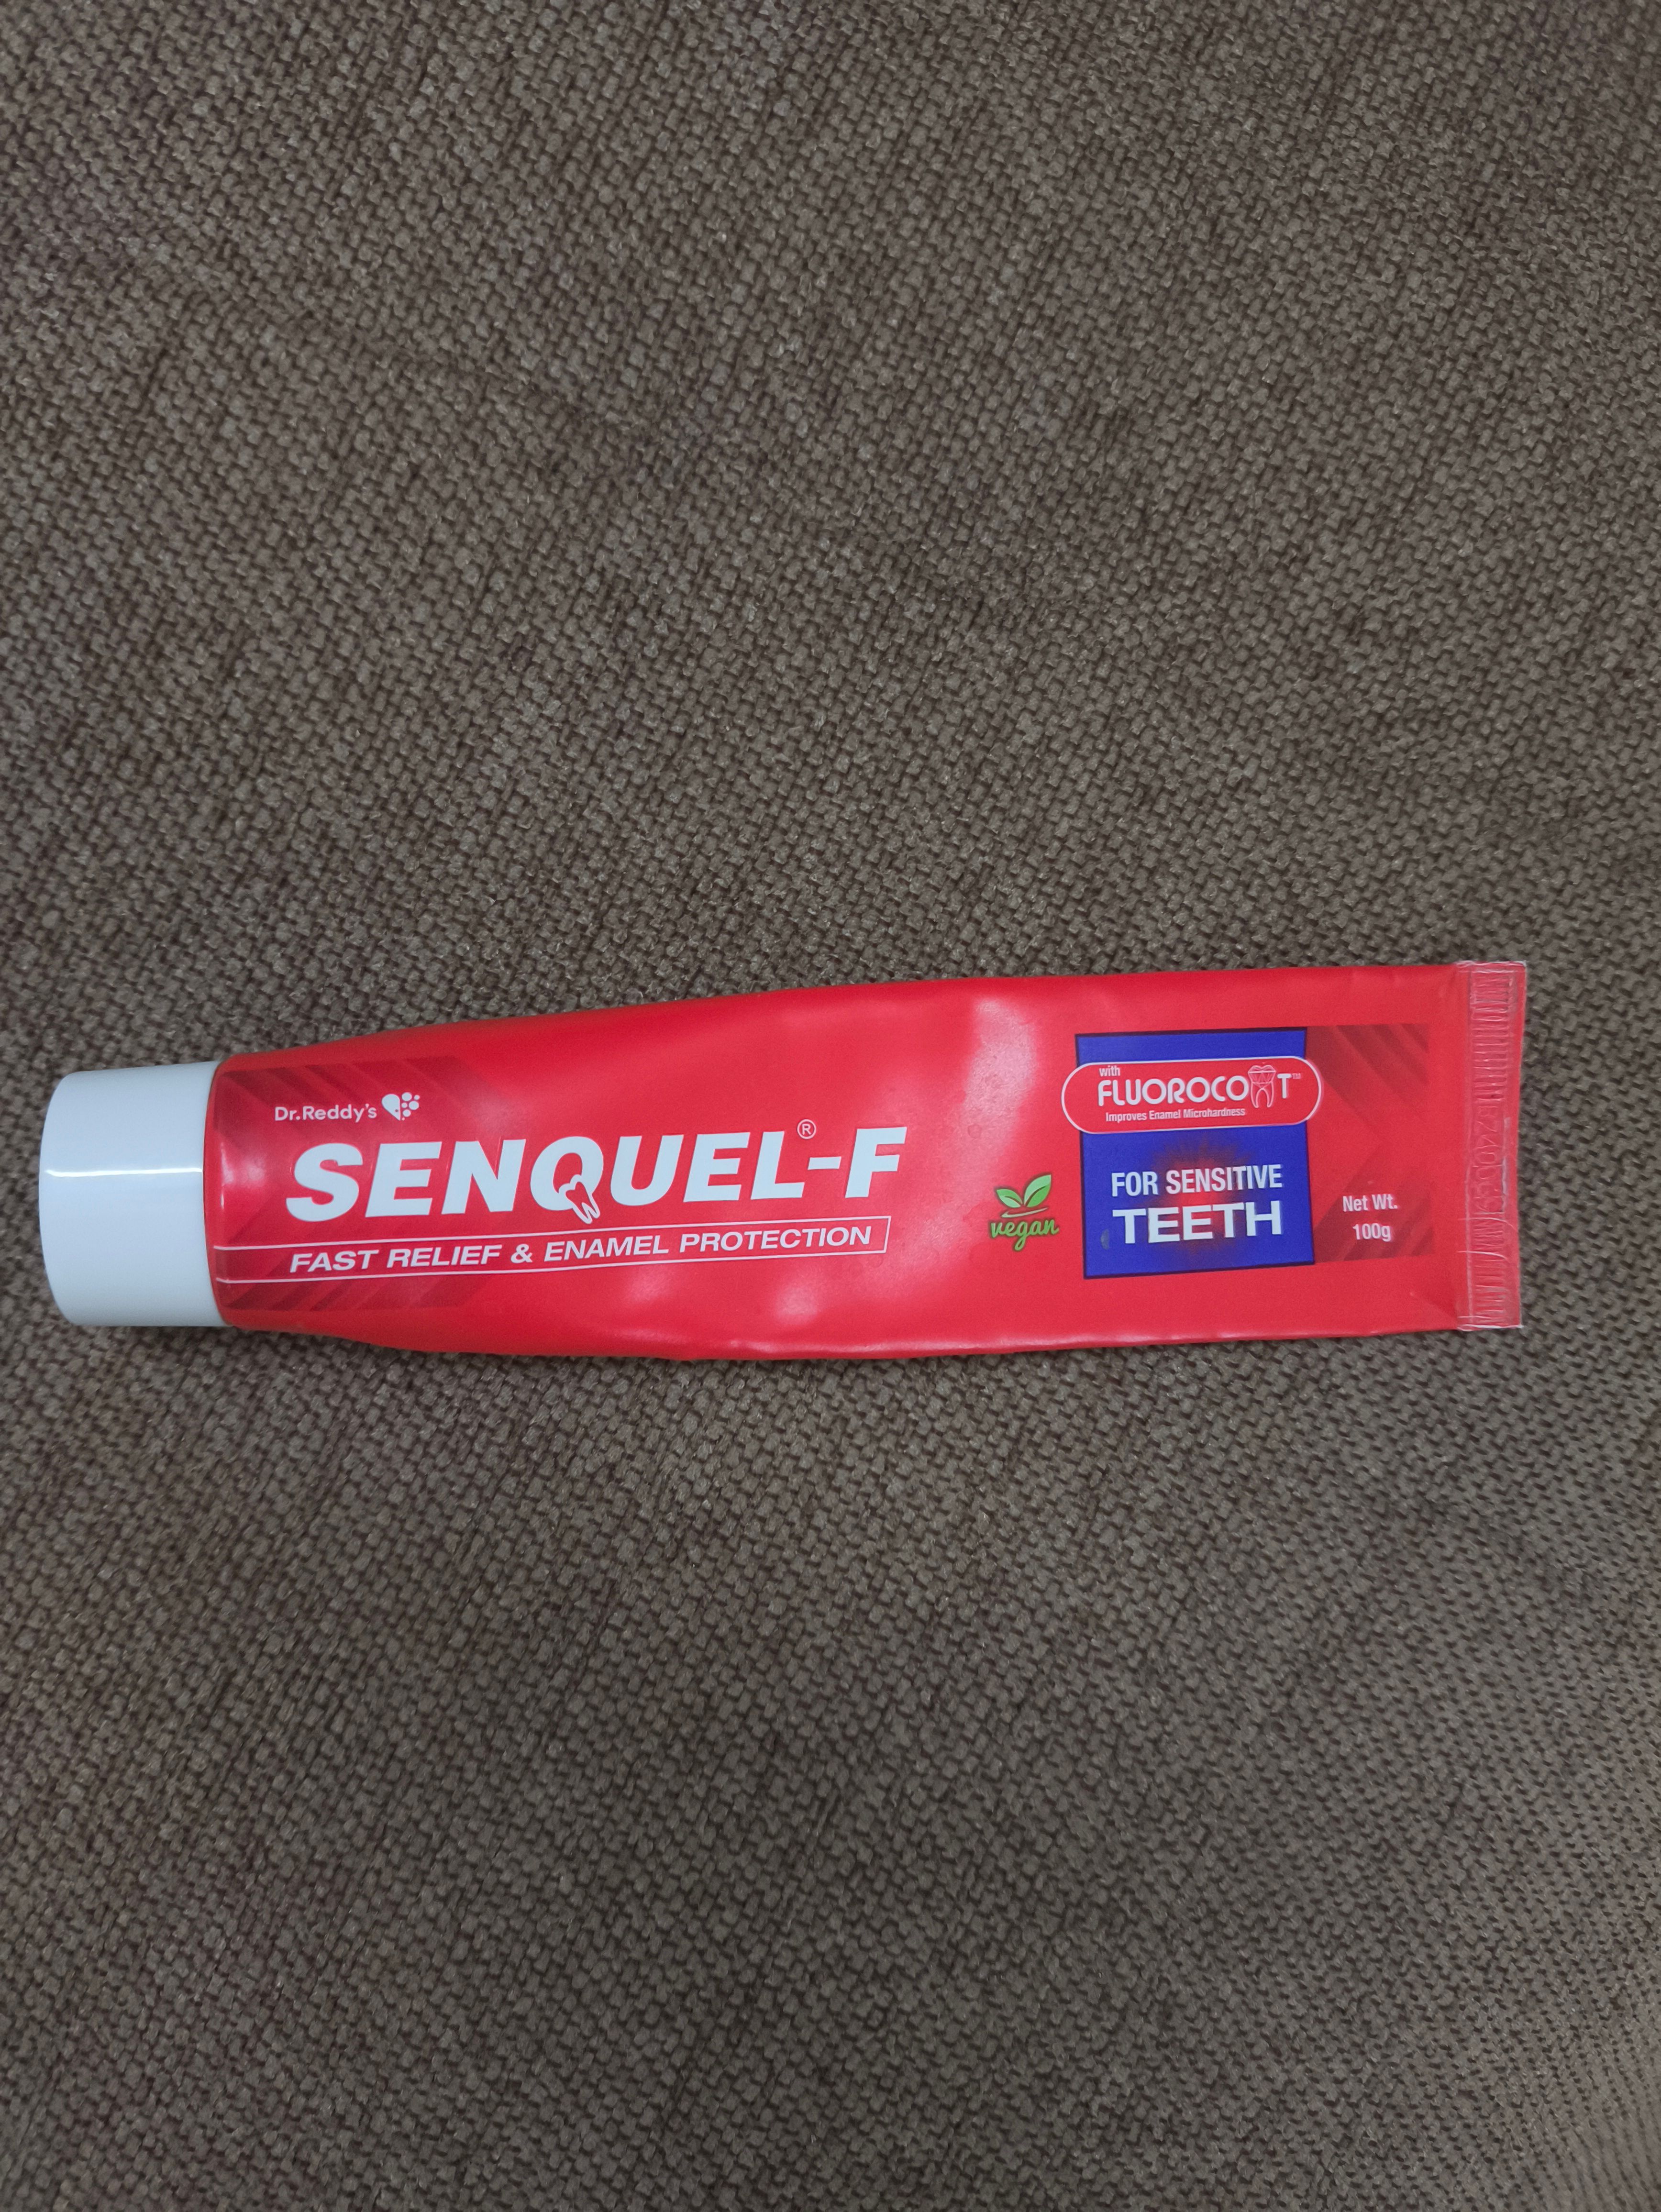 Dr.Reddy's
SENQUEL®-F
FAST RELIEF & ENAMEL PROTECTION
vegan
with
FLUOROCOAT™
Improves Enamel Microhardness
FOR SENSITIVE
TEETH
Net Wt.
100g